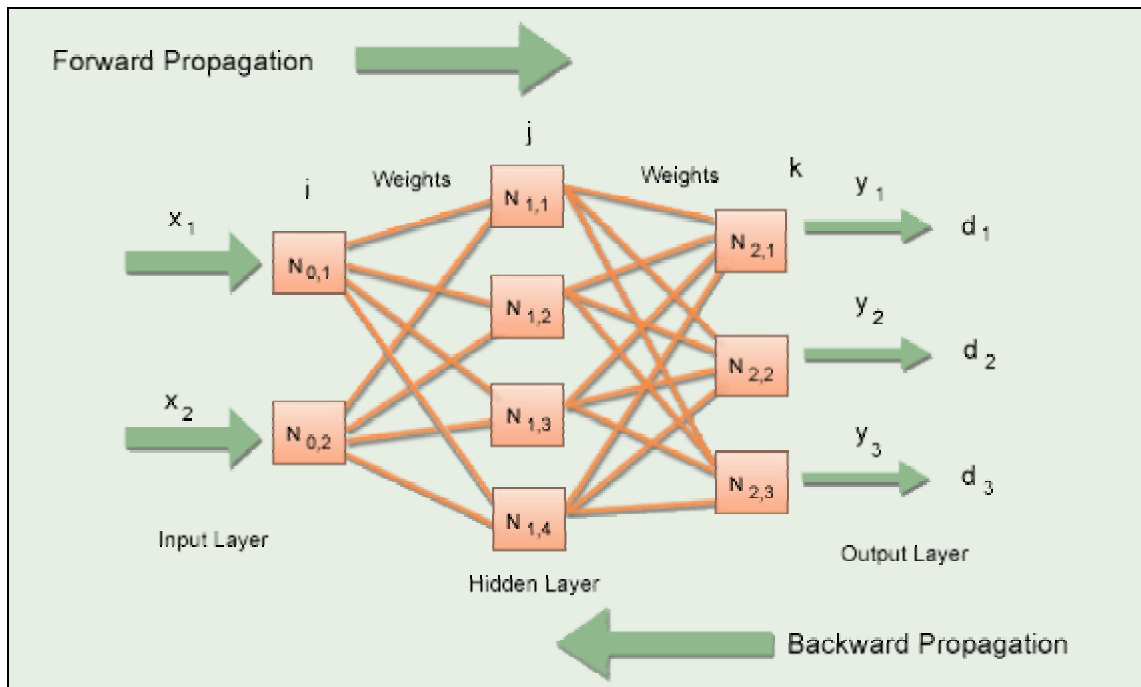 Forward Propagation
j
i
Weights
Weights
k
x 1
y 1
d 1
N 0,1
N 1,1
N 2,1
N 1,2
y 2
d 2
N 2,2
x 2
N 0,2
N 1,3
y 3
d 3
N 2,3
N 1,4
Input Layer
Hidden Layer
Output Layer
Backward Propagation